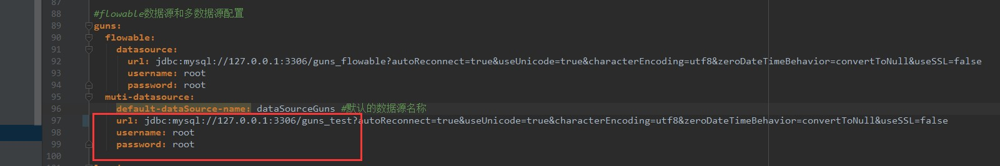 87
88 #flowable数据源和多数据源配置
89 guns:
90 flowable:
91 datasource:
92 url: jdbc:mysql://127.0.0.1:3306/guns_flowable?autoReconnect=true&useUnicode=true&characterEncoding=utf8&zeroDateTimeBehavior=convertToNull&useSSL=false
93 username: root
94 password: root
95 muti-datasource:
96 default-dataSource-name: dataSourceGuns #默认的数据源名称
97 url: jdbc:mysql://127.0.0.1:3306/guns_test?autoReconnect=true&useUnicode=true&characterEncoding=utf8&zeroDateTimeBehavior=convertToNull&useSSL=false
98 username: root
99 password: root
100